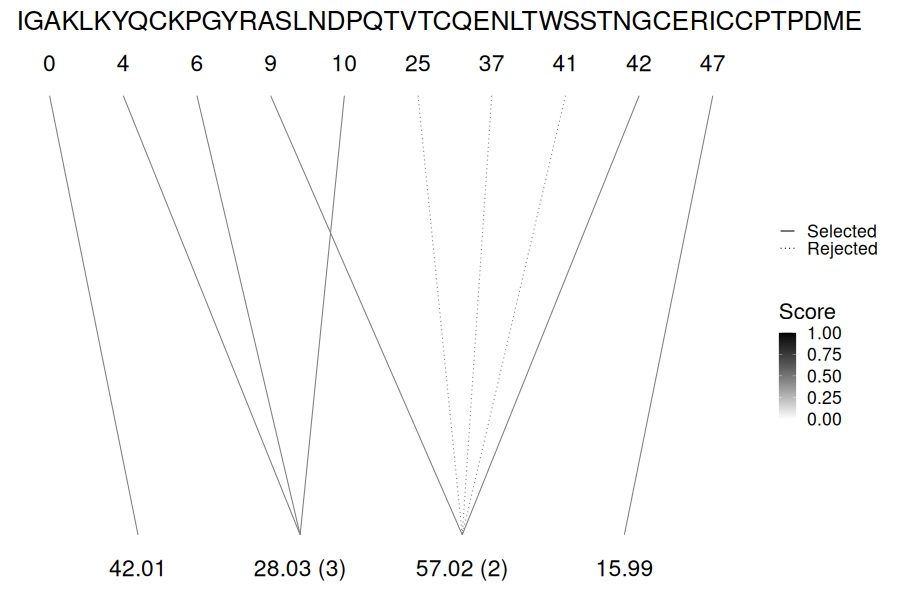 IGAKLKYQCKPGYRASLNDPQTVTCQENLTWSSTNGCERICCPTPDME
0 4 6 9 10 25 37 41 42 47
Selected
Rejected
Score
1.00
0.75
0.50
0.25
0.00
42.01 28.03 (3) 57.02 (2) 15.99